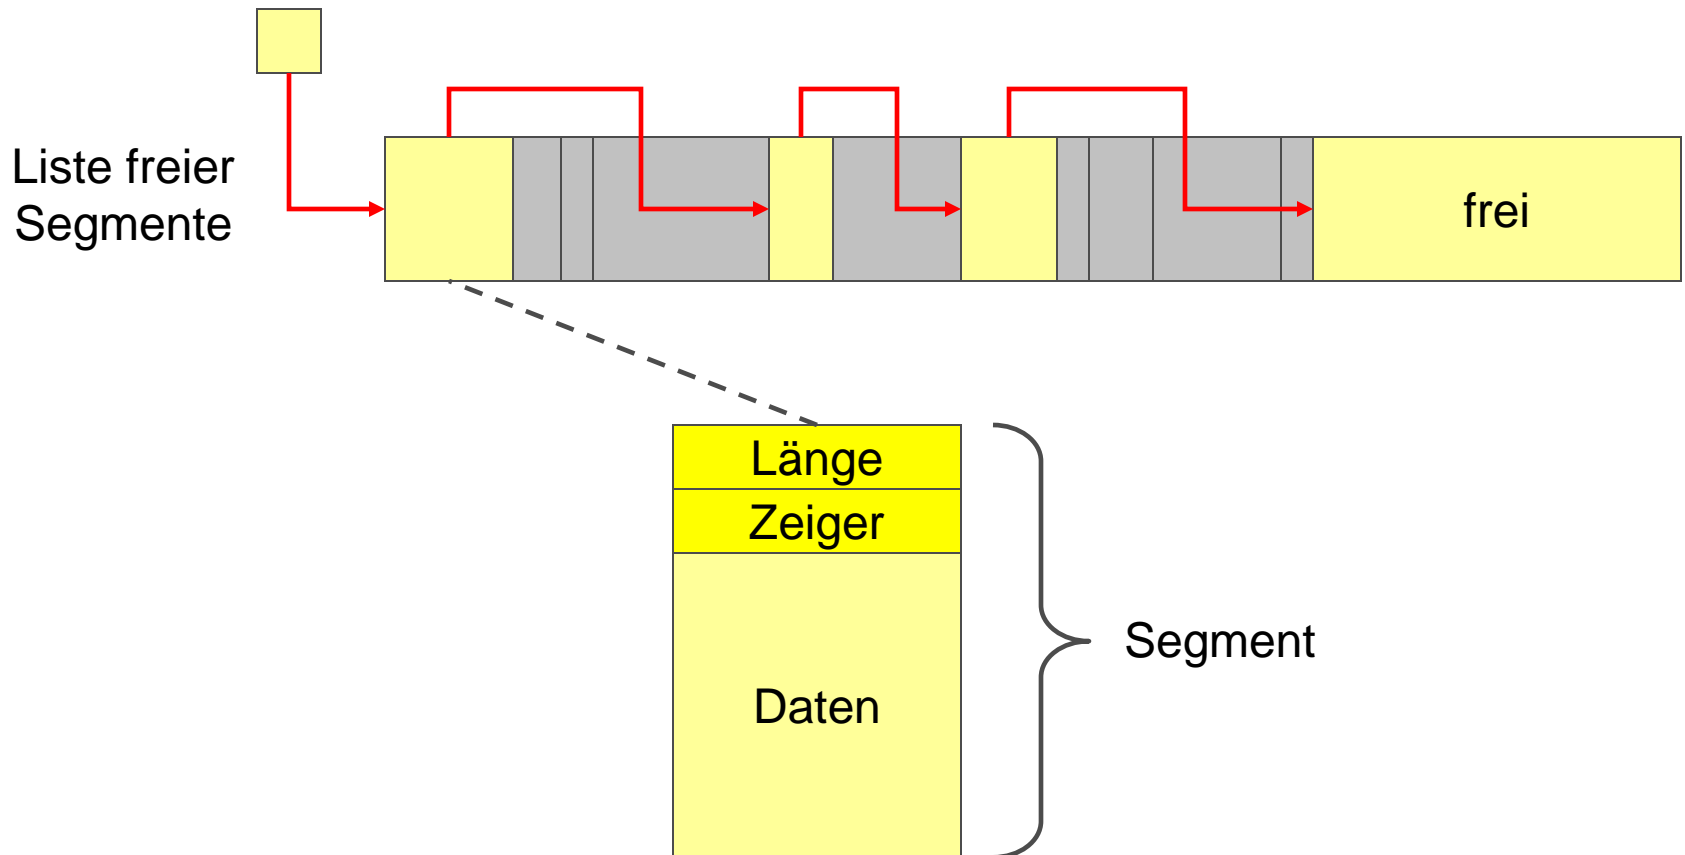 Liste freier
Segmente
frei
Länge
Zeiger
Daten
Segment